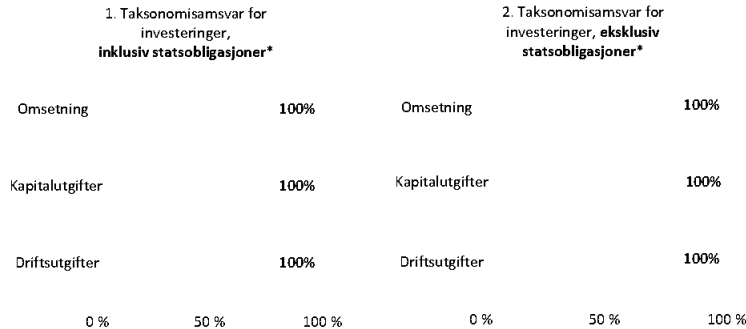 1. Taksonomisamsvar for
investeringer,
inklusiv statsobligasjoner*
Omsetning 100%
Kapitalutgifter 100%
Driftsutgifter 100%
0 % 50 % 100 %
2. Taksonomisamsvar for
investeringer, eksklusiv
statsobligasjoner*
Omsetning 100%
Kapitalutgifter 100%
Driftsutgifter 100%
0 % 50 % 100 %